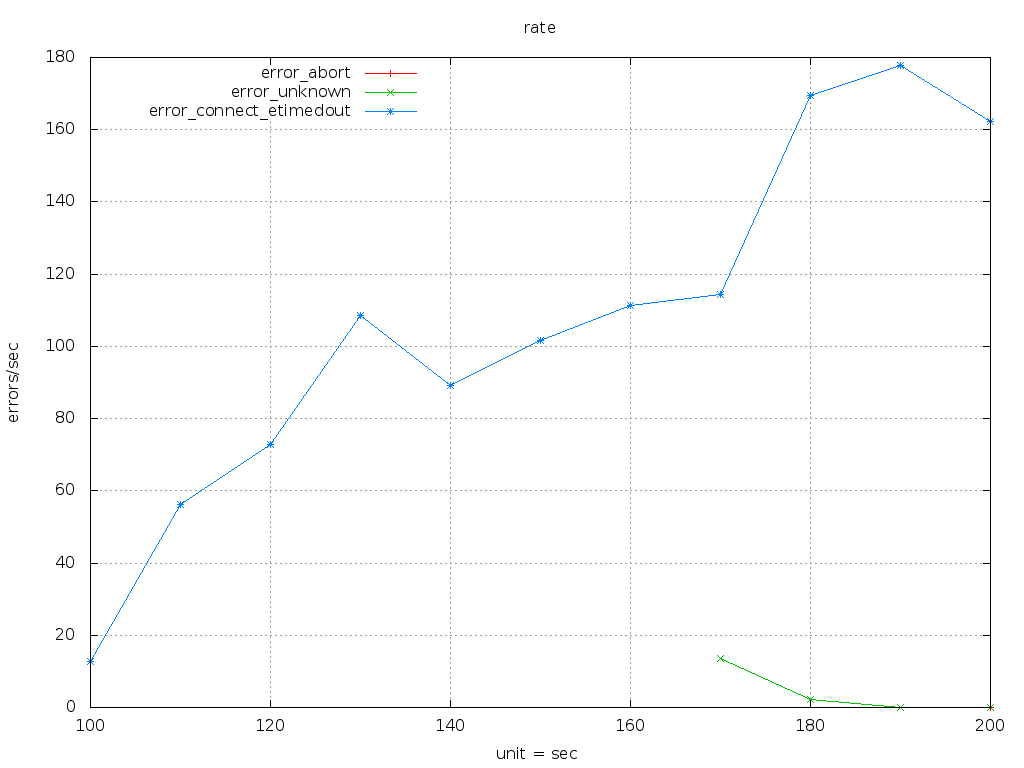 rate
180
160
140
120
100
80
60
40
20
0
errors/sec
error_abort
error_unknown
error_connect_etimedout
100 120 140 160 180 200
unit = sec